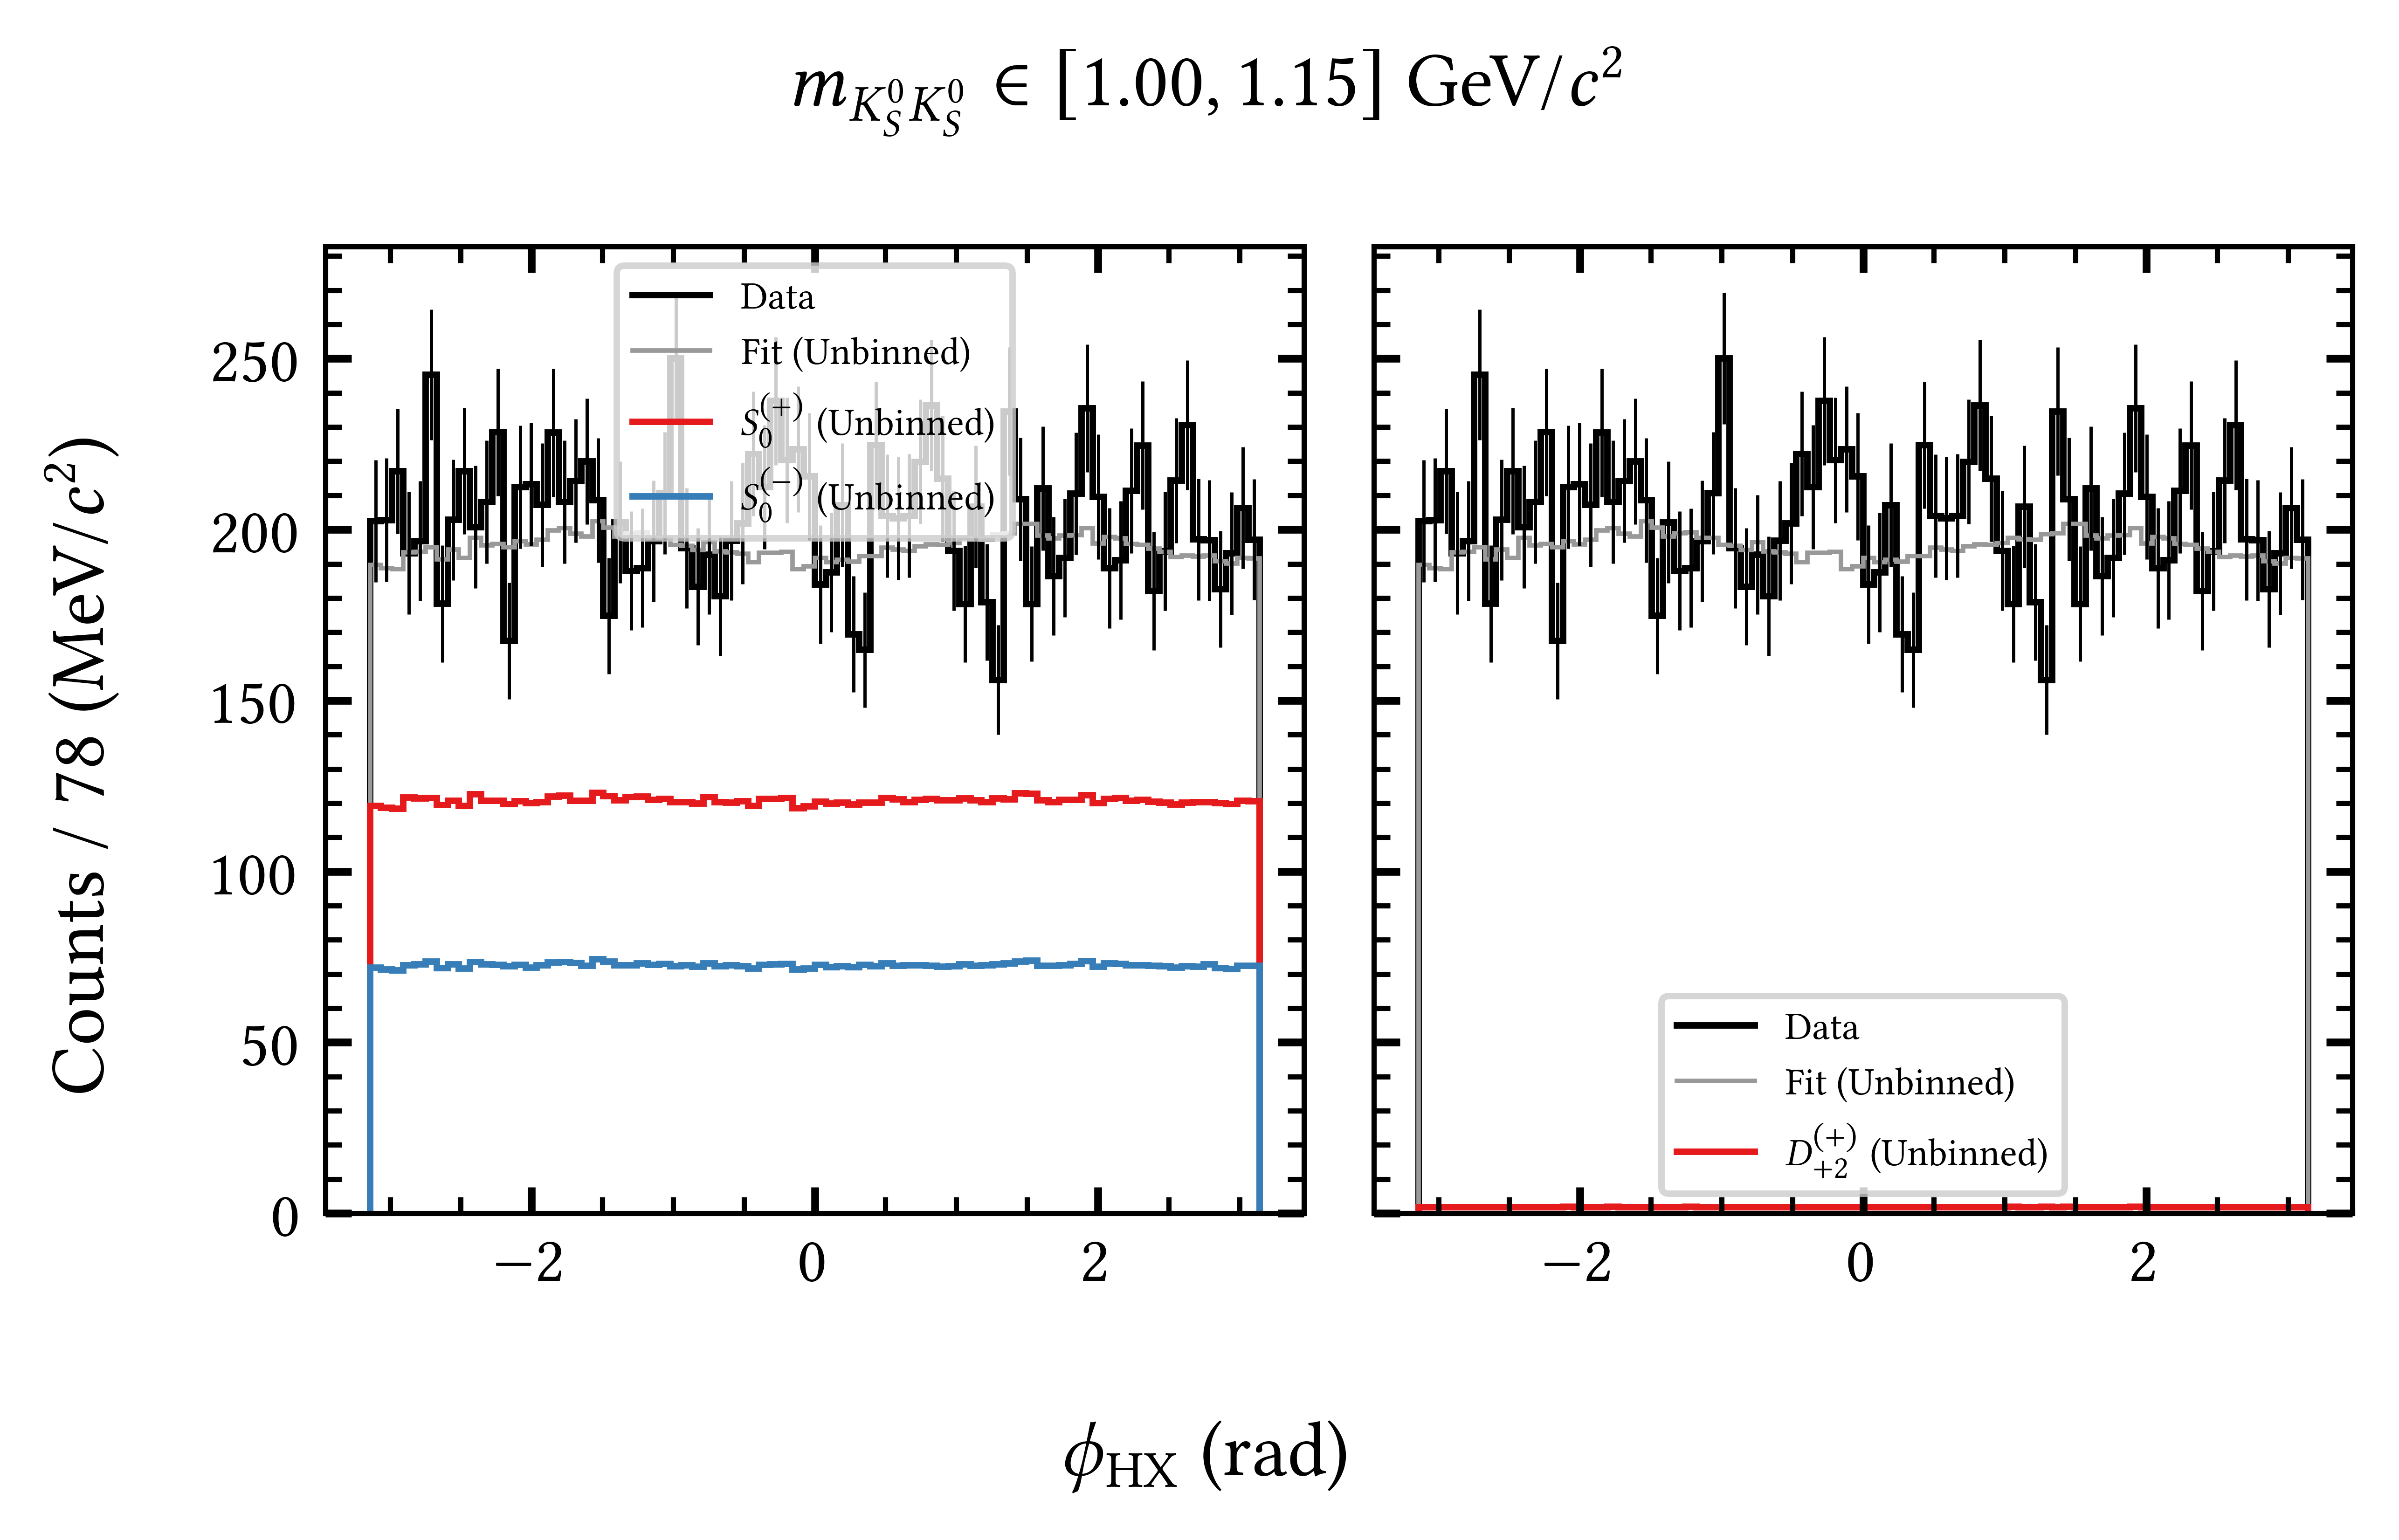 m_{K_S^0 K_S^0} ∈ [1.00, 1.15] GeV/c²
Counts / 78 (MeV/c²)
250
200
150
100
50
0
Data
Fit (Unbinned)
S_0^{(+)} (Unbinned)
S_0^{(−)} (Unbinned)
Data
Fit (Unbinned)
D_{+2}^{(+)} (Unbinned)
−2 0 2
−2 0 2
ϕ_{HX} (rad)